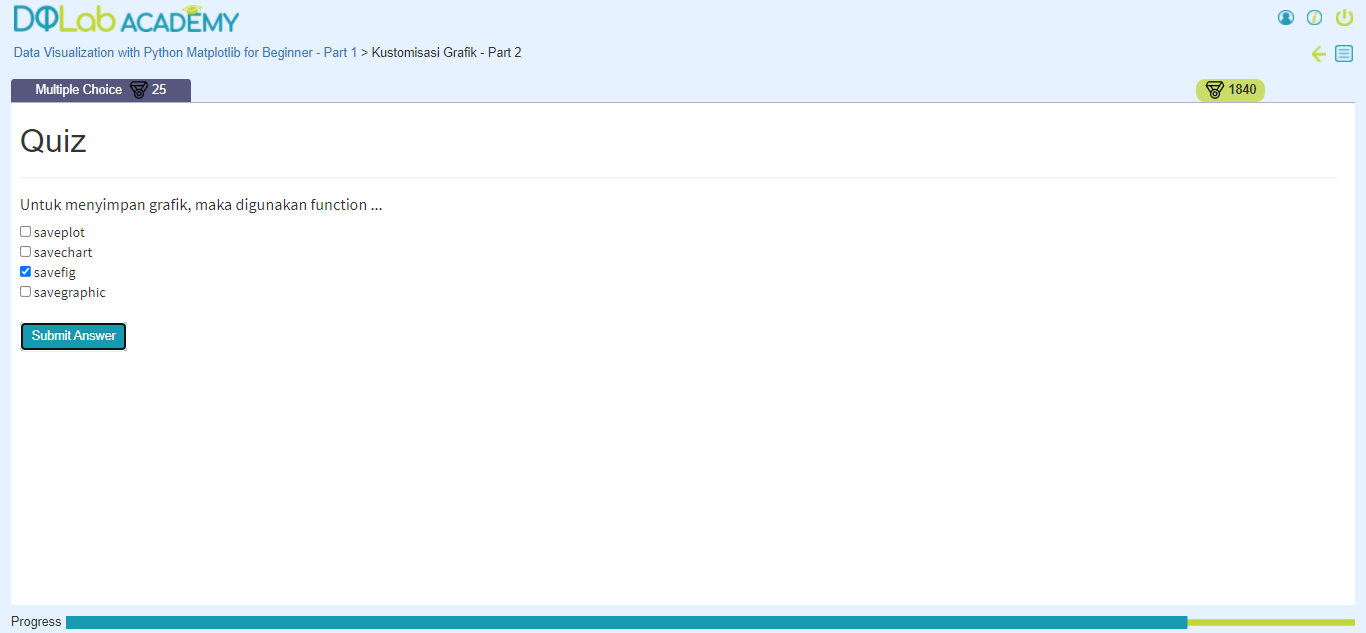 DQLab ACADEMY
Data Visualization with Python Matplotlib for Beginner - Part 1 > Kustomisasi Grafik - Part 2
Multiple Choice 25
1840
Quiz
Untuk menyimpan grafik, maka digunakan function ...
saveplot
savechart
savefig
savegraphic
Submit Answer
Progress